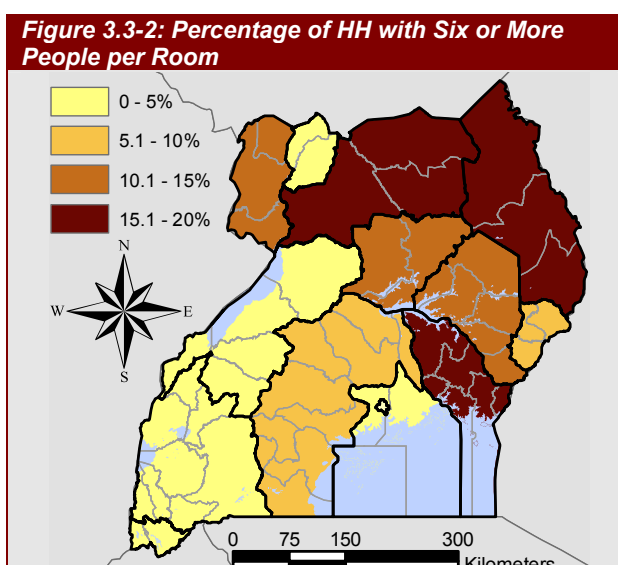 Figure 3.3-2: Percentage of HH with Six or More
People per Room
0 - 5%
5.1 - 10%
10.1 - 15%
15.1 - 20%
N
W E
S
0 75 150 300
Kilometers